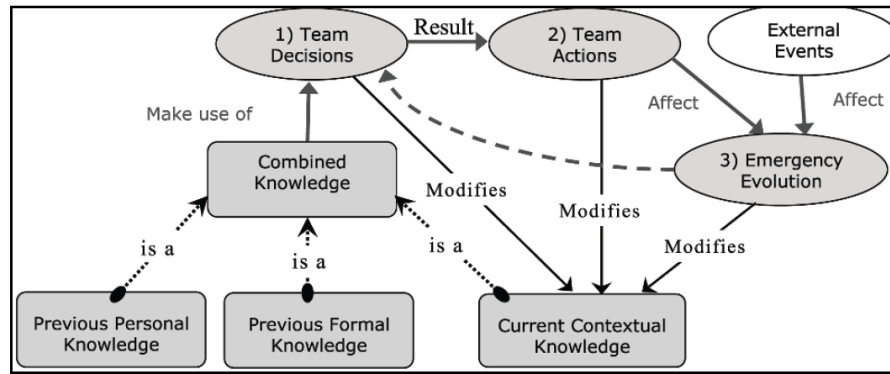 1) Team
Decisions
Result
2) Team
Actions
External
Events
Make use of
Affect
Affect
Combined
Knowledge
3) Emergency
Evolution
Modifies
Modifies
Modifies
is a
is a
is a
Previous Personal
Knowledge
Previous Formal
Knowledge
Current Contextual
Knowledge